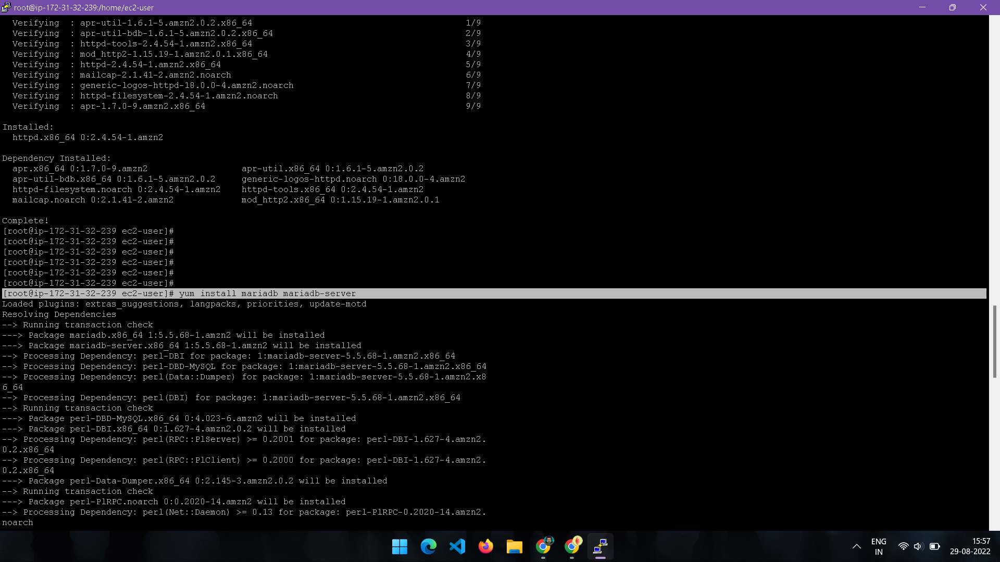 root@ip-172-31-32-239:/home/ec2-user
Verifying  : apr-util-1.6.1-5.amzn2.0.2.x86_64 1/9
Verifying  : apr-util-bdb-1.6.1-5.amzn2.0.2.x86_64 2/9
Verifying  : httpd-tools-2.4.54-1.amzn2.x86_64 3/9
Verifying  : mod_http2-1.15.19-1.amzn2.0.1.x86_64 4/9
Verifying  : httpd-2.4.54-1.amzn2.x86_64 5/9
Verifying  : mailcap-2.1.41-2.amzn2.noarch 6/9
Verifying  : generic-logos-httpd-18.0.0-4.amzn2.noarch 7/9
Verifying  : httpd-filesystem-2.4.54-1.amzn2.noarch 8/9
Verifying  : apr-1.7.0-9.amzn2.x86_64 9/9
Installed:
httpd.x86_64 0:2.4.54-1.amzn2
Dependency Installed:
apr.x86_64 0:1.7.0-9.amzn2 apr-util.x86_64 0:1.6.1-5.amzn2.0.2
apr-util-bdb.x86_64 0:1.6.1-5.amzn2.0.2 generic-logos-httpd.noarch 0:18.0.0-4.amzn2
httpd-filesystem.noarch 0:2.4.54-1.amzn2 httpd-tools.x86_64 0:2.4.54-1.amzn2
mailcap.noarch 0:2.1.41-2.amzn2 mod_http2.x86_64 0:1.15.19-1.amzn2.0.1
Complete!
[root@ip-172-31-32-239 ec2-user]#
[root@ip-172-31-32-239 ec2-user]#
[root@ip-172-31-32-239 ec2-user]#
[root@ip-172-31-32-239 ec2-user]#
[root@ip-172-31-32-239 ec2-user]#
[root@ip-172-31-32-239 ec2-user]#
[root@ip-172-31-32-239 ec2-user]# yum install mariadb mariadb-server
Loaded plugins: extras_suggestions, langpacks, priorities, update-motd
Resolving Dependencies
--> Running transaction check
---> Package mariadb.x86_64 1:5.5.68-1.amzn2 will be installed
---> Package mariadb-server.x86_64 1:5.5.68-1.amzn2 will be installed
--> Processing Dependency: perl-DBI for package: 1:mariadb-server-5.5.68-1.amzn2.x86_64
--> Processing Dependency: perl-DBD-MySQL for package: 1:mariadb-server-5.5.68-1.amzn2.x86_64
--> Processing Dependency: perl(Data::Dumper) for package: 1:mariadb-server-5.5.68-1.amzn2.x8
6_64
--> Processing Dependency: perl(DBI) for package: 1:mariadb-server-5.5.68-1.amzn2.x86_64
--> Running transaction check
---> Package perl-DBD-MySQL.x86_64 0:4.023-6.amzn2 will be installed
---> Package perl-DBI.x86_64 0:1.627-4.amzn2.0.2 will be installed
--> Processing Dependency: perl(RPC::PlServer) >= 0.2001 for package: perl-DBI-1.627-4.amzn2.
0.2.x86_64
--> Processing Dependency: perl(RPC::PlClient) >= 0.2000 for package: perl-DBI-1.627-4.amzn2.
0.2.x86_64
---> Package perl-Data-Dumper.x86_64 0:2.145-3.amzn2.0.2 will be installed
--> Running transaction check
---> Package perl-PlRPC.noarch 0:0.2020-14.amzn2 will be installed
--> Processing Dependency: perl(Net::Daemon) >= 0.13 for package: perl-PlRPC-0.2020-14.amzn2.
noarch
ENG
IN
15:57
29-08-2022